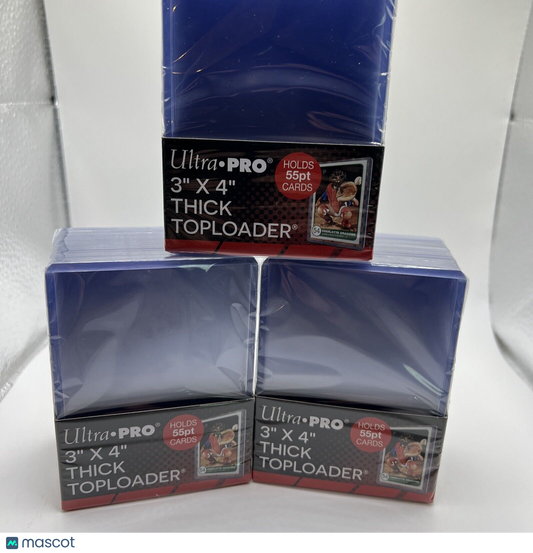 Ultra•PRO®
HOLDS
55pt
CARDS
3" X 4"
THICK
TOPLOADER®
Ultra•PRO®
HOLDS
55pt
CARDS
3" X 4"
THICK
TOPLOADER®
Ultra•PRO®
HOLDS
55pt
CARDS
3" X 4"
THICK
TOPLOADER®
mascot